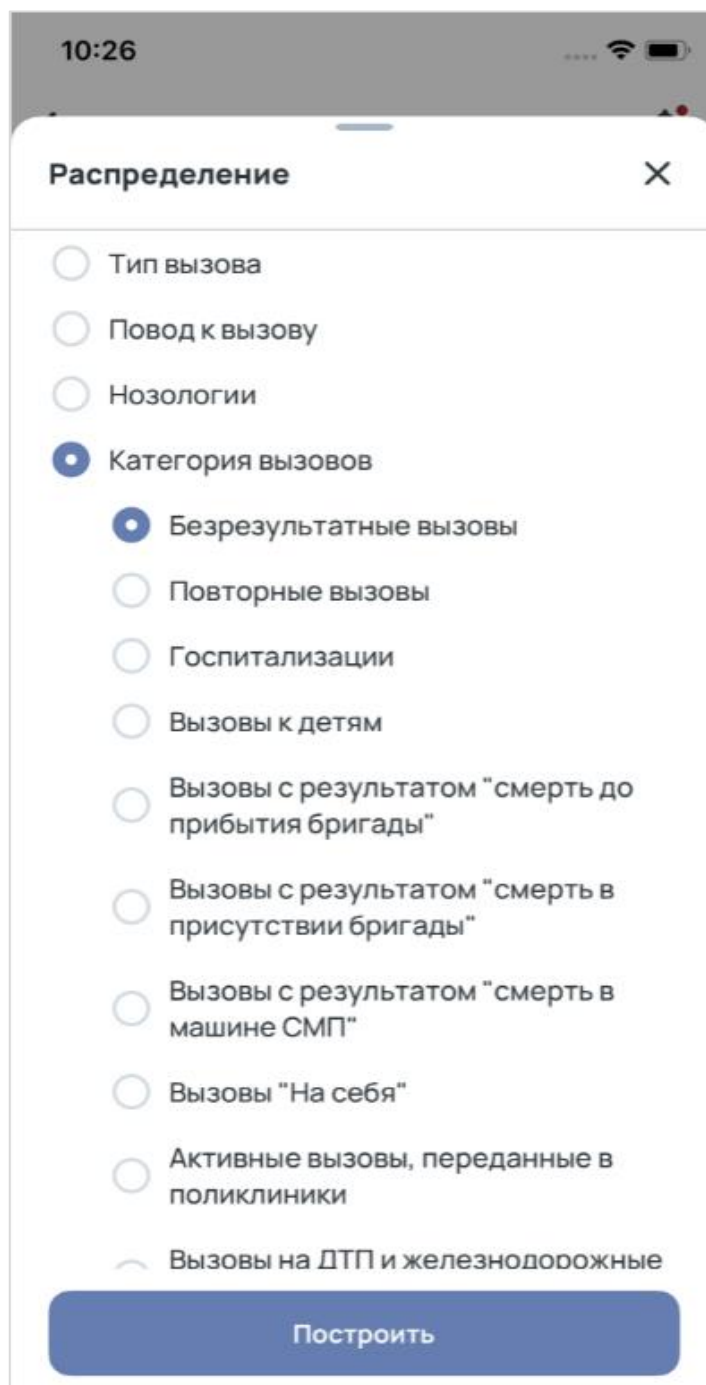 10:26
Распределение
Тип вызова
Повод к вызову
Нозологии
Категория вызовов
Безрезультатные вызовы
Повторные вызовы
Госпитализации
Вызовы к детям
Вызовы с результатом "смерть до
прибытия бригады"
Вызовы с результатом "смерть в
присутствии бригады"
Вызовы с результатом "смерть в
машине СМП"
Вызовы "На себя"
Активные вызовы, переданные в
поликлиники
Вызовы на ДТП и железнодорожные
Построить